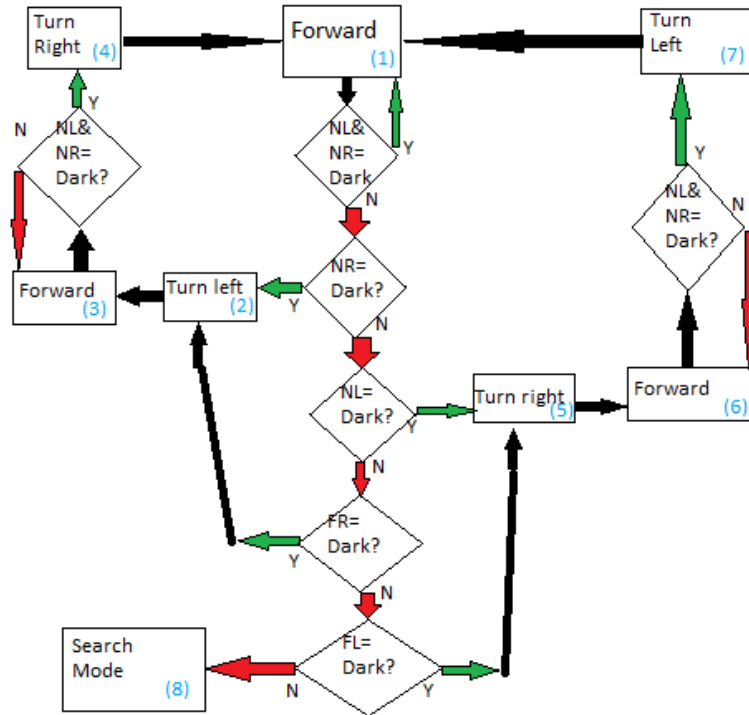 Turn
Right
(4)
Forward
(1)
Turn
Left
(7)
N
Y
NL&
NR=
Dark?
NL&
NR=
Dark
Y
N
Y
NL&
NR=
Dark?
N
NR=
Dark?
Y
N
Forward
(3)
Turn left
(2)
NL=
Dark?
Y
N
Turn right
(5)
Forward
(6)
FR=
Dark?
Y
N
Search
Mode
(8)
FL=
Dark?
N
Y